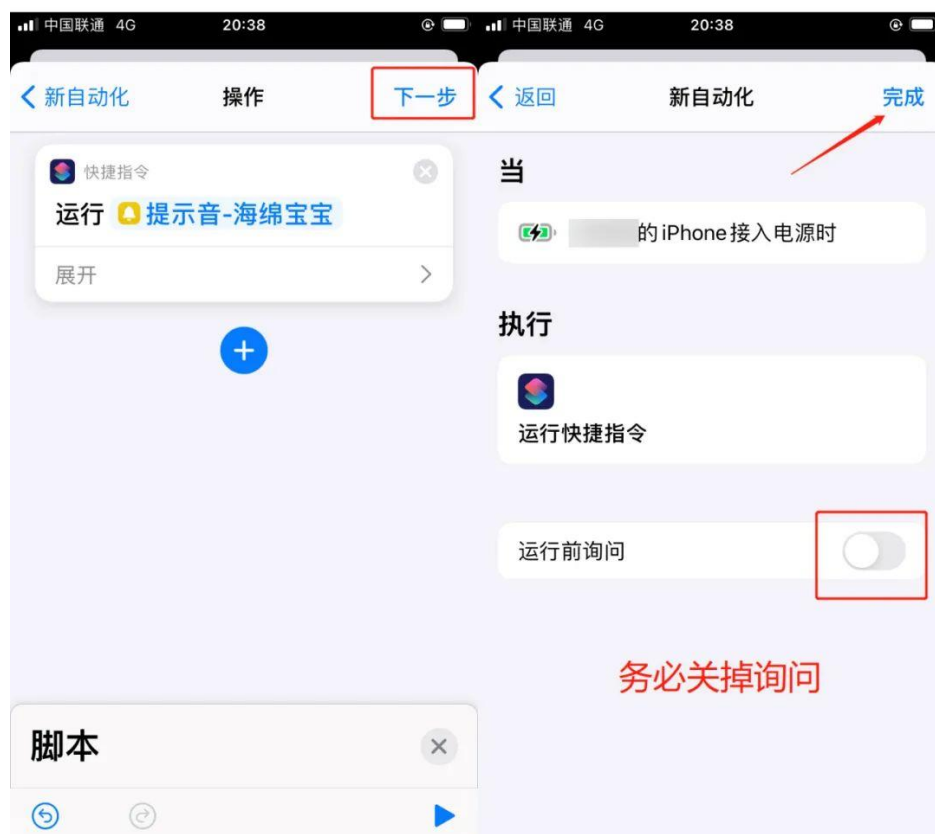 中国联通 4G 20:38
新自动化 操作 下一步
快捷指令
运行 提示音-海绵宝宝
展开
脚本
中国联通 4G 20:38
返回 新自动化 完成
当
的 iPhone 接入电源时
执行
运行快捷指令
运行前询问
务必关掉询问